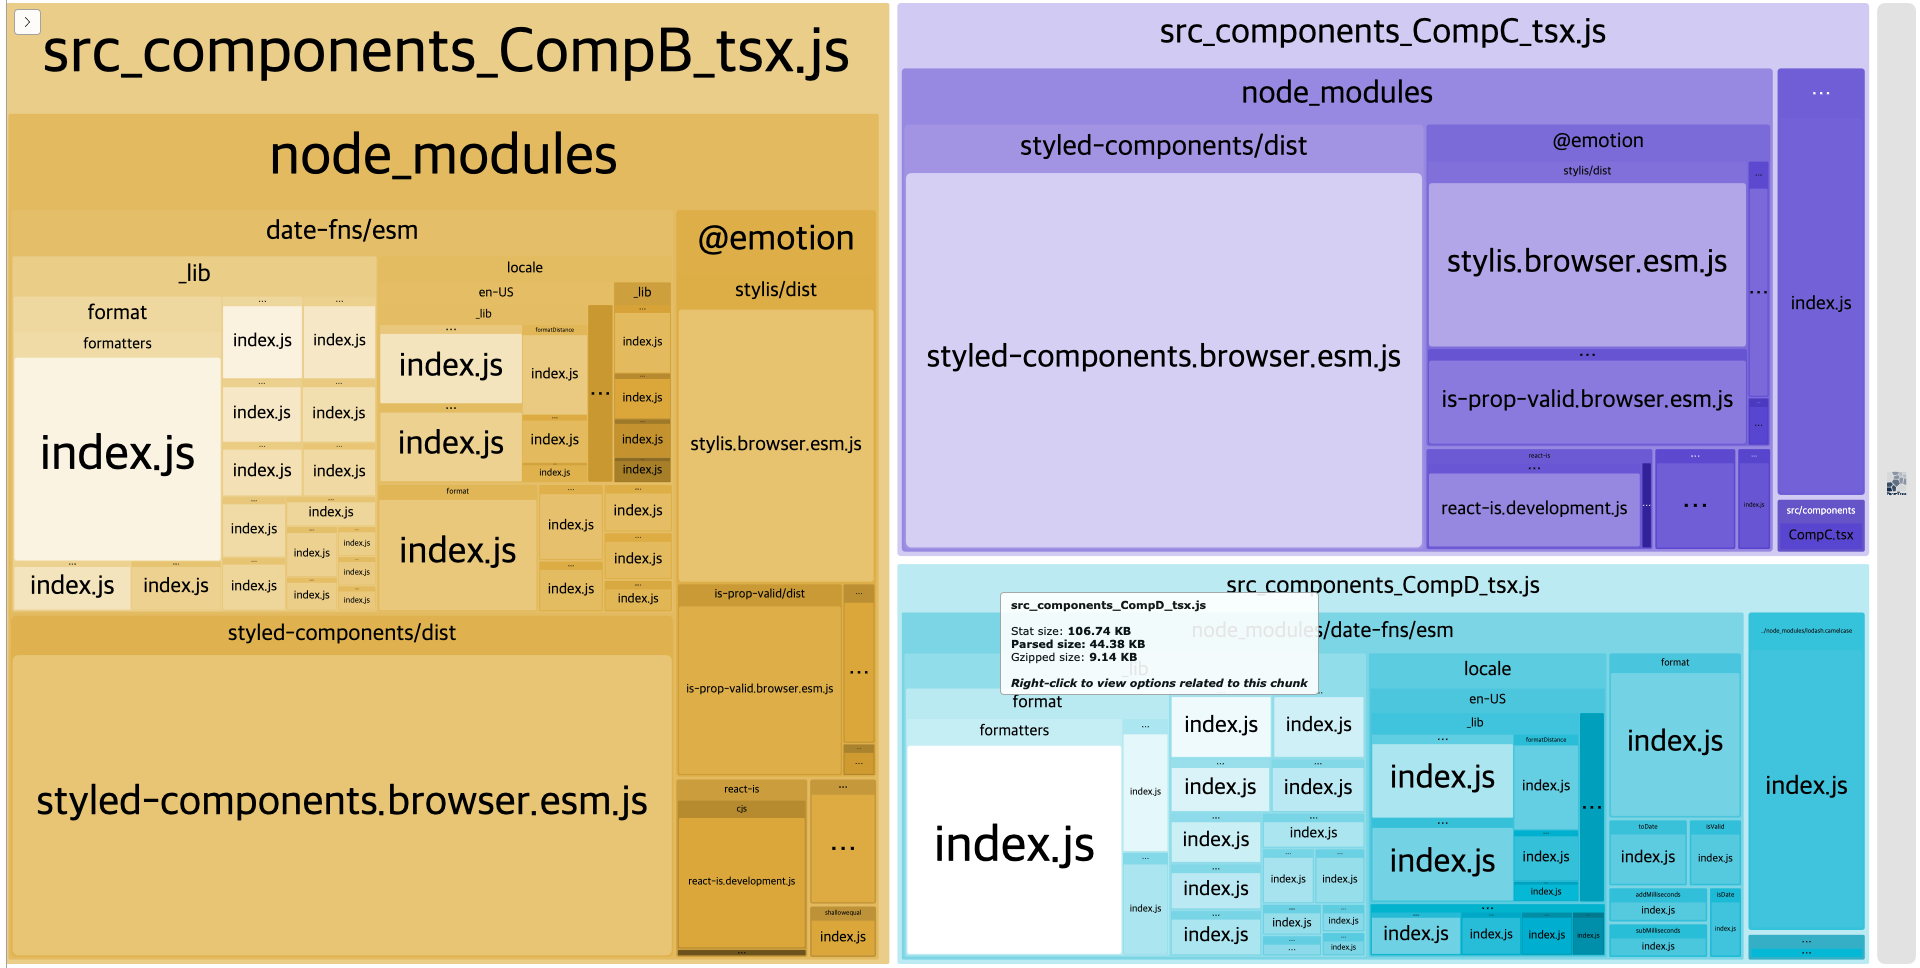 src_components_CompB_tsx.js
node_modules
date-fns/esm
_lib
format
formatters
index.js
index.js
index.js
...
index.js
...
index.js
...
index.js
...
index.js
...
index.js
...
index.js
...
index.js
...
index.js
index.js
index.js
index.js
index.js
index.js
index.js
index.js
locale
en-US
_lib
...
index.js
...
index.js
formatDistance
index.js
...
index.js
index.js
...
_lib
...
index.js
...
index.js
...
index.js
index.js
format
index.js
...
index.js
...
index.js
...
index.js
...
index.js
...
index.js
styled-components/dist
styled-components.browser.esm.js
@emotion
stylis/dist
stylis.browser.esm.js
is-prop-valid/dist
is-prop-valid.browser.esm.js
...
...
...
...
react-is
cjs
react-is.development.js
...
...
...
shallowequal
index.js
src_components_CompC_tsx.js
node_modules
styled-components/dist
styled-components.browser.esm.js
@emotion
stylis/dist
stylis.browser.esm.js
...
is-prop-valid.browser.esm.js
...
...
...
...
react-is
...
react-is.development.js
...
...
...
...
index.js
...
index.js
src/components
CompC.tsx
src_components_CompD_tsx.js
src_components_CompD_tsx.js
Stat size: 106.74 KB
Parsed size: 44.38 KB
Gzipped size: 9.14 KB
Right-click to view options related to this chunk
node_modules/date-fns/esm
_lib
format
formatters
index.js
...
index.js
...
index.js
index.js
...
index.js
...
index.js
...
index.js
...
index.js
index.js
...
index.js
...
index.js
...
index.js
...
index.js
...
index.js
...
index.js
...
index.js
locale
en-US
_lib
...
index.js
...
index.js
formatDistance
index.js
...
index.js
index.js
...
...
index.js
index.js
index.js
index.js
format
index.js
toDate
index.js
isValid
index.js
addMilliseconds
index.js
subMilliseconds
index.js
isDate
index.js
../node_modules/lodash.camelcase
index.js
...
...